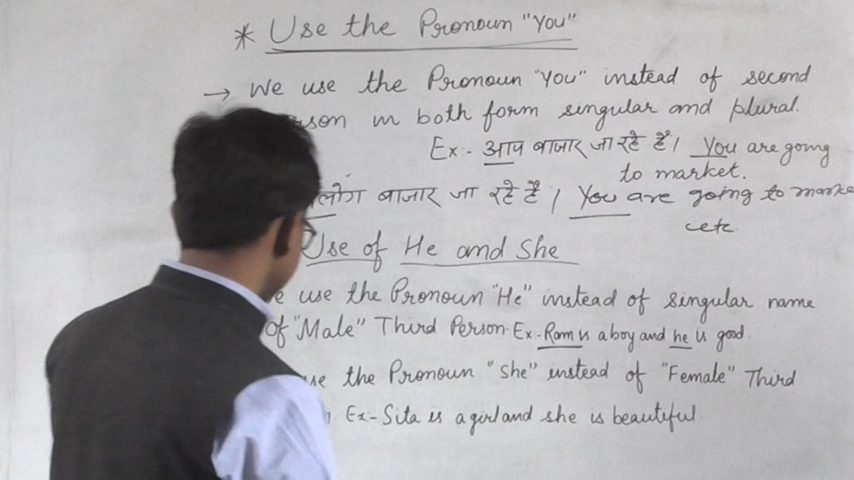 * Use the Pronoun "You"
→ We use the Pronoun "You" instead of second
son in both form singular and plural.
Ex:- आप बाजार जा रहे हैं। You are going
to market.
लोग बाजार जा रहे हैं। You are going to marke
etc.
Use of He and She
e use the Pronoun "He" instead of singular name
of "Male" Third Person. Ex.- Ram is a boy and he is good.
use the Pronoun "She" instead of "Female" Third
Ex- Sita is a girl and she is beautiful.